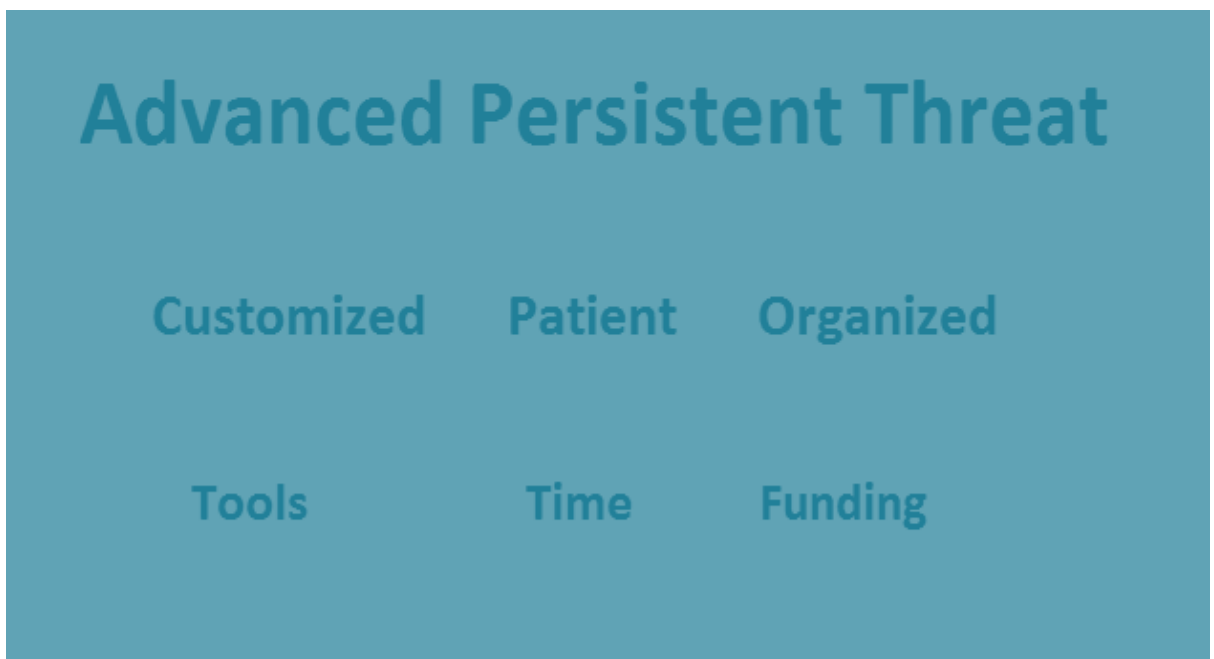 Advanced Persistent Threat
Customized Patient Organized
Tools Time Funding